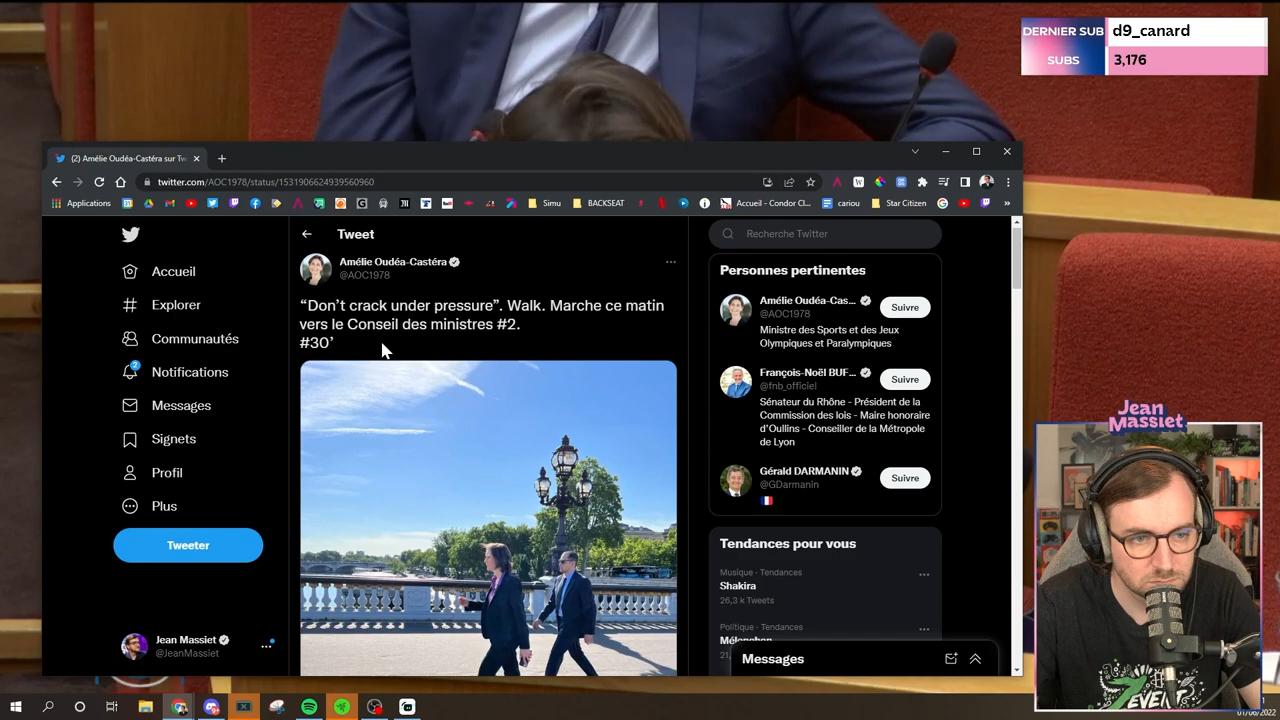 DERNIER SUB
d9_canard
SUBS
3,176
(2) Amélie Oudéa-Castéra sur Tw
twitter.com/AOC1978/status/1531906624939560960
Applications
Simu
BACKSEAT
Accueil - Condor Cl...
cariou
Star Citizen
Accueil
Explorer
Communautés
2
Notifications
Messages
Signets
Profil
Plus
Tweeter
Jean Massiet
@JeanMassiet
Tweet
Amélie Oudéa-Castéra
@AOC1978
“Don’t crack under pressure”. Walk. Marche ce matin
vers le Conseil des ministres #2.
#30’
Recherche Twitter
Personnes pertinentes
Amélie Oudéa-Cas...
@AOC1978
Suivre
Ministre des Sports et des Jeux
Olympiques et Paralympiques
François-Noël BUF...
@fnb_officiel
Suivre
Sénateur du Rhône - Président de la
Commission des lois - Maire honoraire
d'Oullins - Conseiller de la Métropole
de Lyon
Gérald DARMANIN
@GDarmanin
Suivre
Tendances pour vous
Musique · Tendances
Shakira
26,3 k Tweets
Politique · Tendances
Messages
Jean
Massiet
7EVENT
01/06/2022